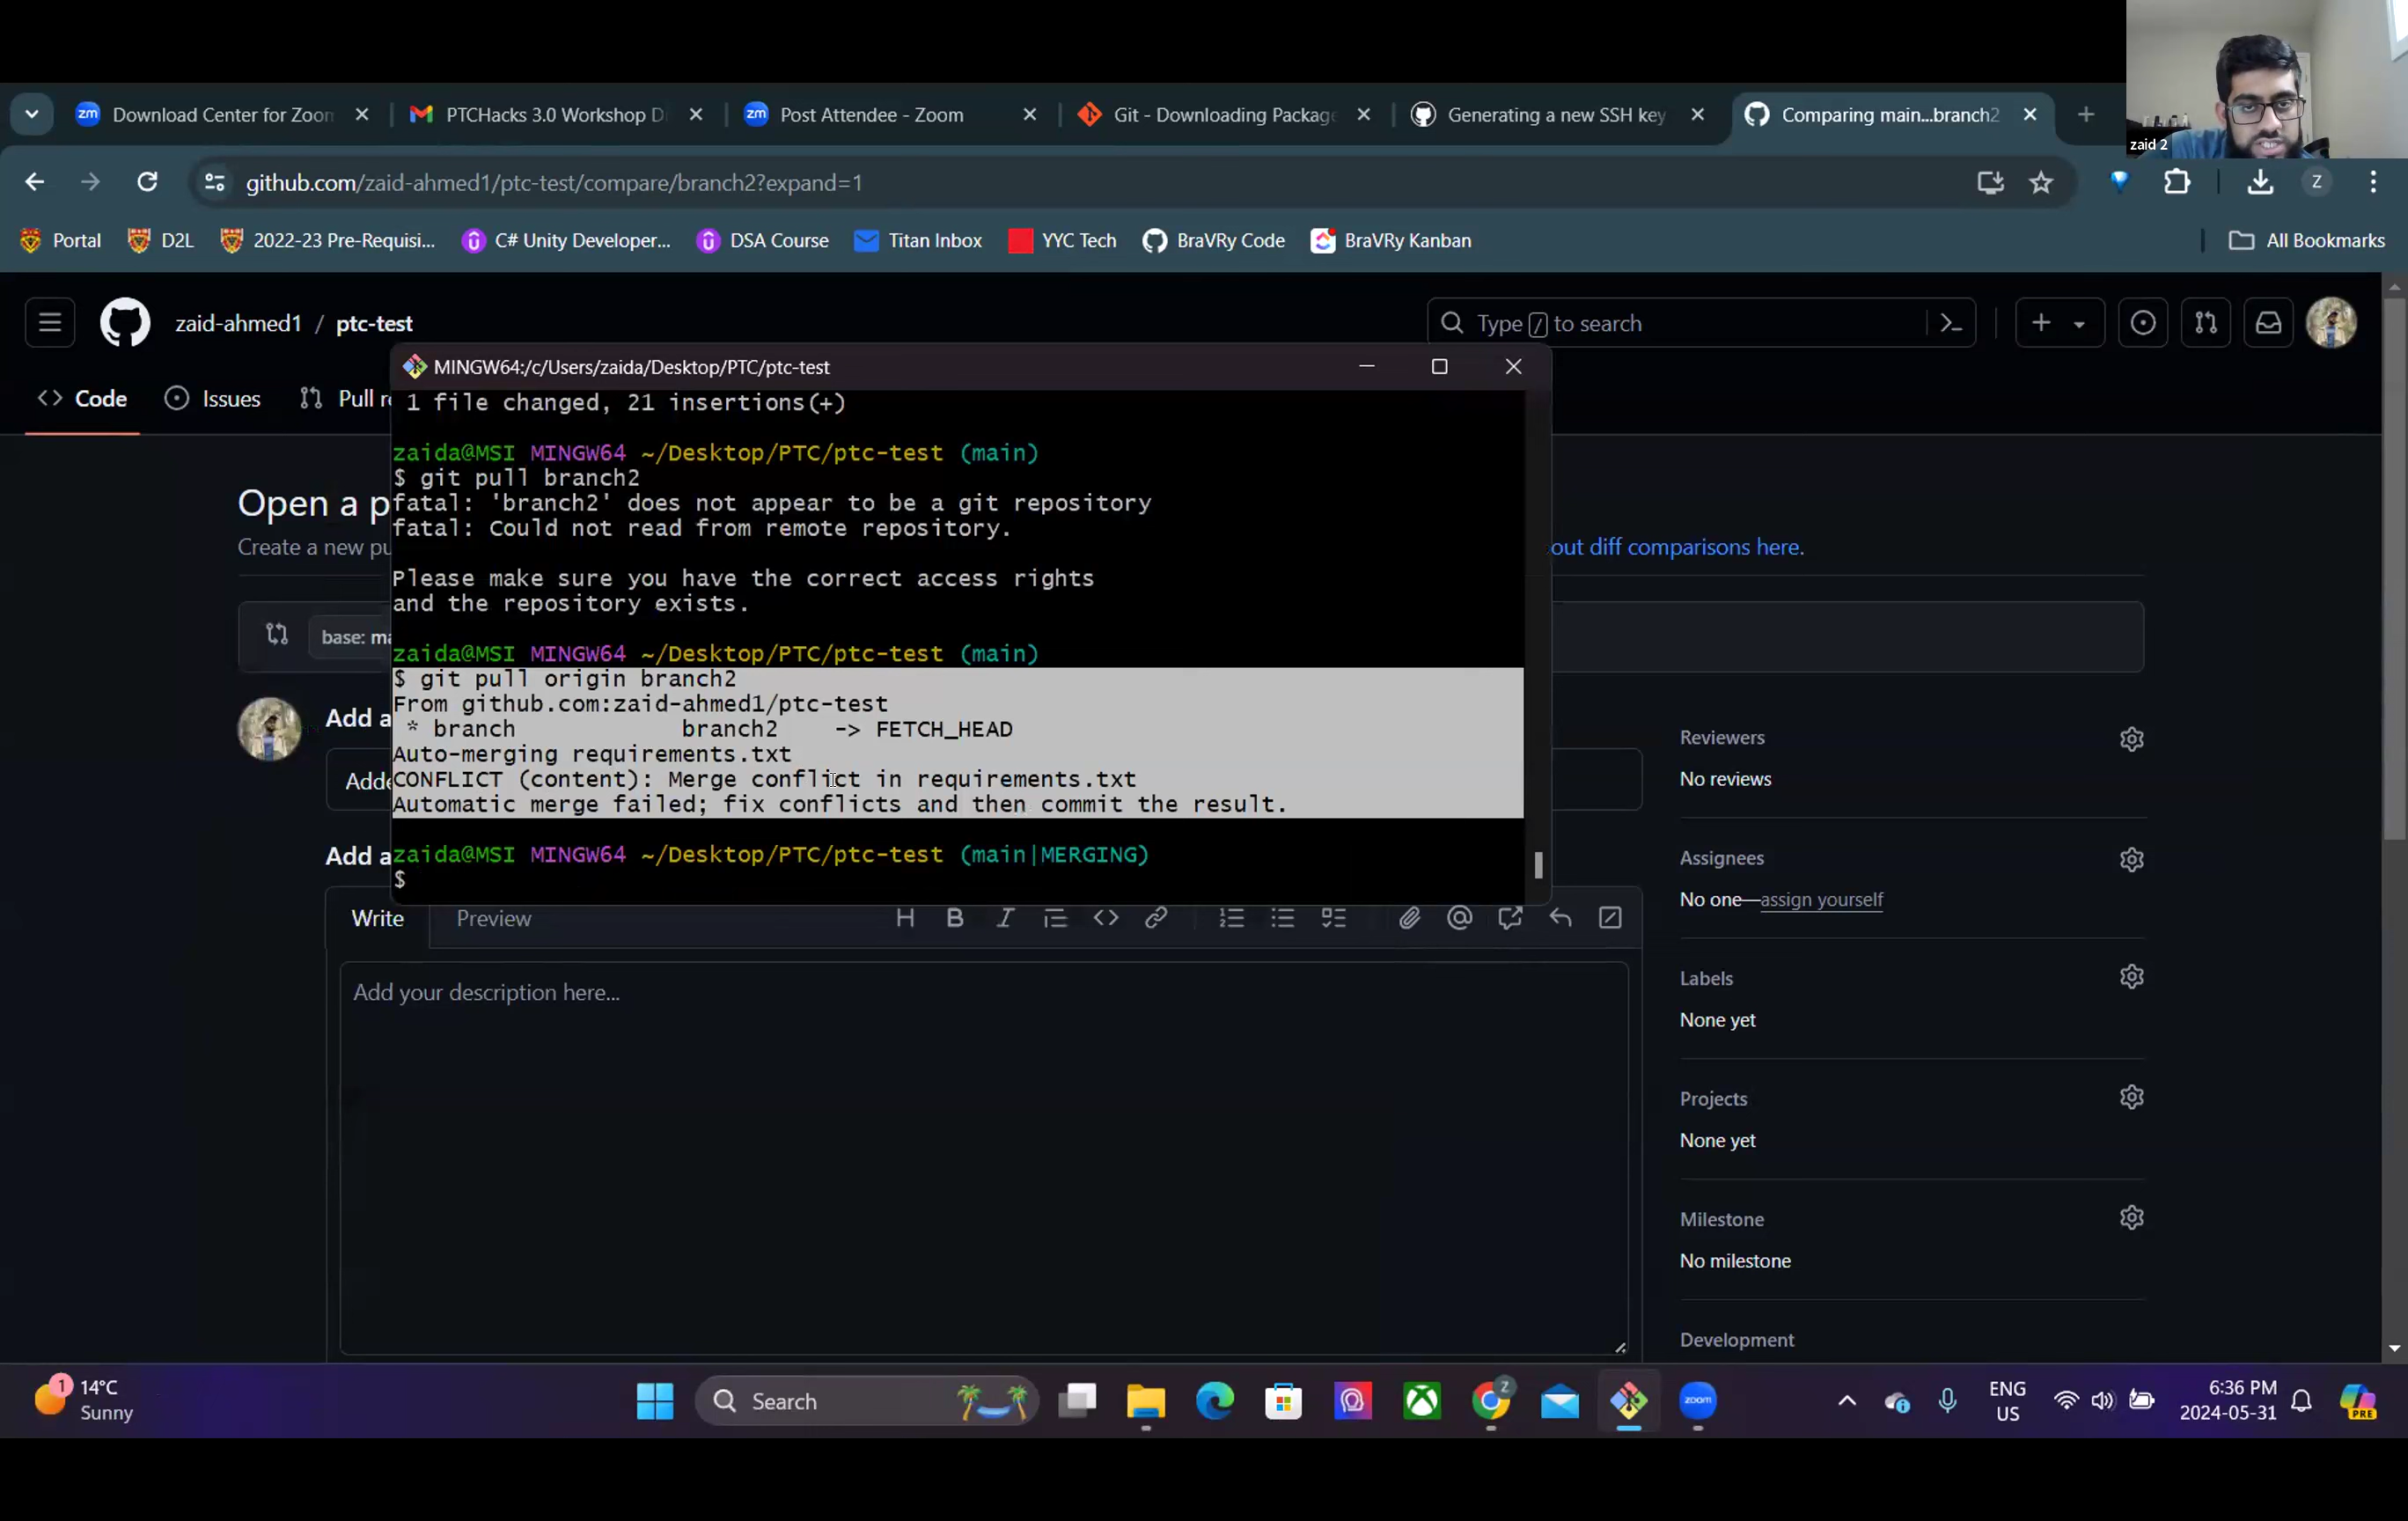 Download Center for Zoom
PTCHacks 3.0 Workshop D
Post Attendee - Zoom
Git - Downloading Package
Generating a new SSH key
Comparing main...branch2
zaid 2
github.com/zaid-ahmed1/ptc-test/compare/branch2?expand=1
Z
Portal
D2L
2022-23 Pre-Requisi...
C# Unity Developer...
DSA Course
Titan Inbox
YYC Tech
BraVRy Code
BraVRy Kanban
All Bookmarks
zaid-ahmed1 / ptc-test
Type / to search
Code
Issues
Pull re
MINGW64:/c/Users/zaida/Desktop/PTC/ptc-test
1 file changed, 21 insertions(+)
zaida@MSI MINGW64 ~/Desktop/PTC/ptc-test (main)
$ git pull branch2
fatal: 'branch2' does not appear to be a git repository
fatal: Could not read from remote repository.
Please make sure you have the correct access rights
and the repository exists.
zaida@MSI MINGW64 ~/Desktop/PTC/ptc-test (main)
$ git pull origin branch2
From github.com:zaid-ahmed1/ptc-test
* branch branch2 -> FETCH_HEAD
Auto-merging requirements.txt
CONFLICT (content): Merge conflict in requirements.txt
Automatic merge failed; fix conflicts and then commit the result.
zaida@MSI MINGW64 ~/Desktop/PTC/ptc-test (main|MERGING)
$
Open a p
Create a new pu
out diff comparisons here.
base: ma
Add a
Adde
Add a
Write
Preview
Add your description here...
Reviewers
No reviews
Assignees
No one—assign yourself
Labels
None yet
Projects
None yet
Milestone
No milestone
Development
1
14°C
Sunny
Search
Z
zoom
ENG
US
6:36 PM
2024-05-31
PRE